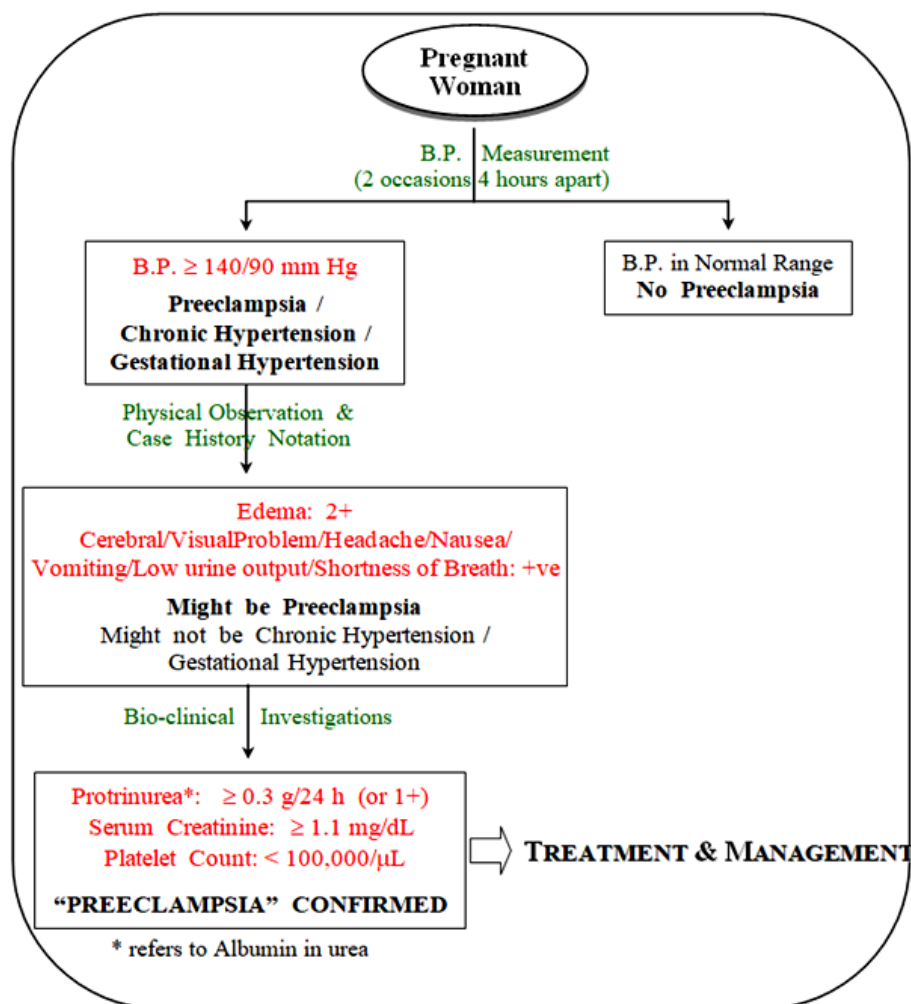 Pregnant
Woman
B.P. Measurement
(2 occasions 4 hours apart)
B.P. ≥ 140/90 mm Hg
Preeclampsia /
Chronic Hypertension /
Gestational Hypertension
B.P. in Normal Range
No Preeclampsia
Physical Observation &
Case History Notation
Edema: 2+
Cerebral/VisualProblem/Headache/Nausea/
Vomiting/Low urine output/Shortness of Breath: +ve
Might be Preeclampsia
Might not be Chronic Hypertension /
Gestational Hypertension
Bio-clinical Investigations
Protrinurea*: ≥ 0.3 g/24 h (or 1+)
Serum Creatinine: ≥ 1.1 mg/dL
Platelet Count: < 100,000/μL
“PREECLAMPSIA” CONFIRMED
TREATMENT & MANAGEMENT
* refers to Albumin in urea